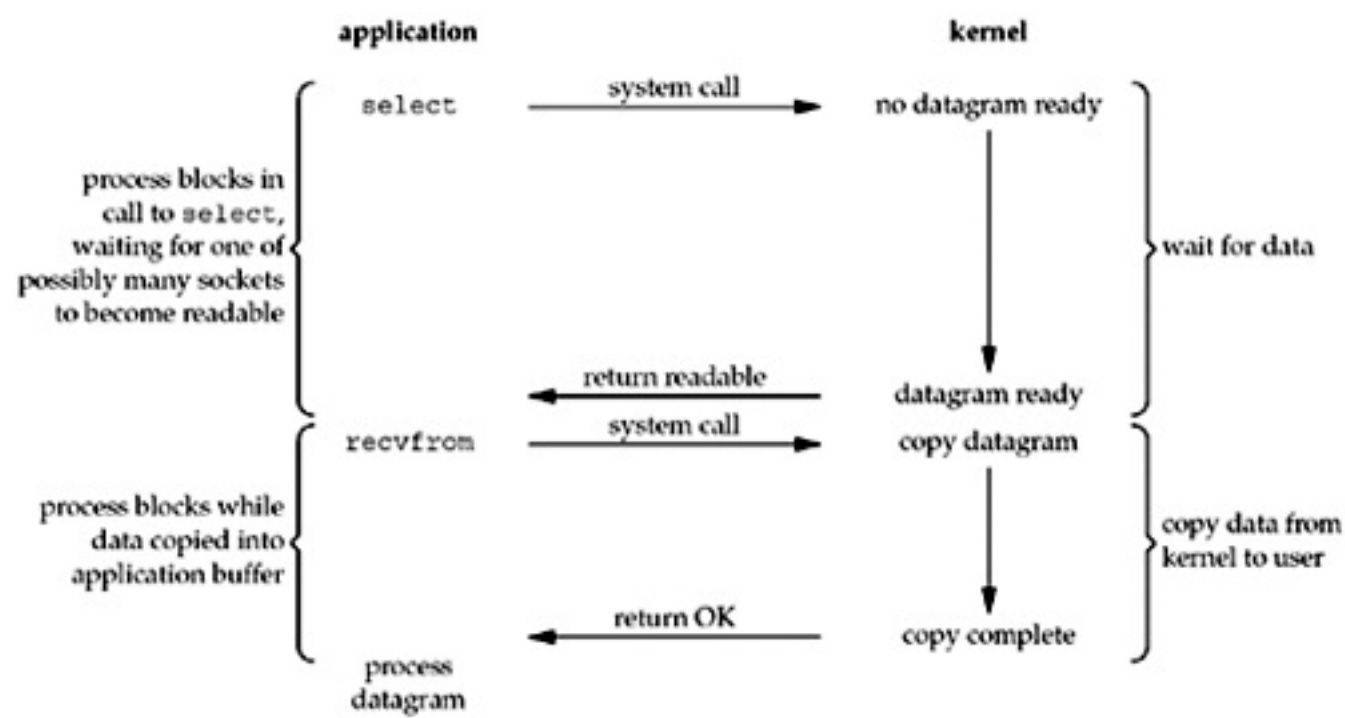 application
kernel
select
system call
no datagram ready
process blocks in
call to select,
waiting for one of
possibly many sockets
to become readable
wait for data
return readable
datagram ready
recvfrom
system call
copy datagram
process blocks while
data copied into
application buffer
copy data from
kernel to user
return OK
copy complete
process
datagram